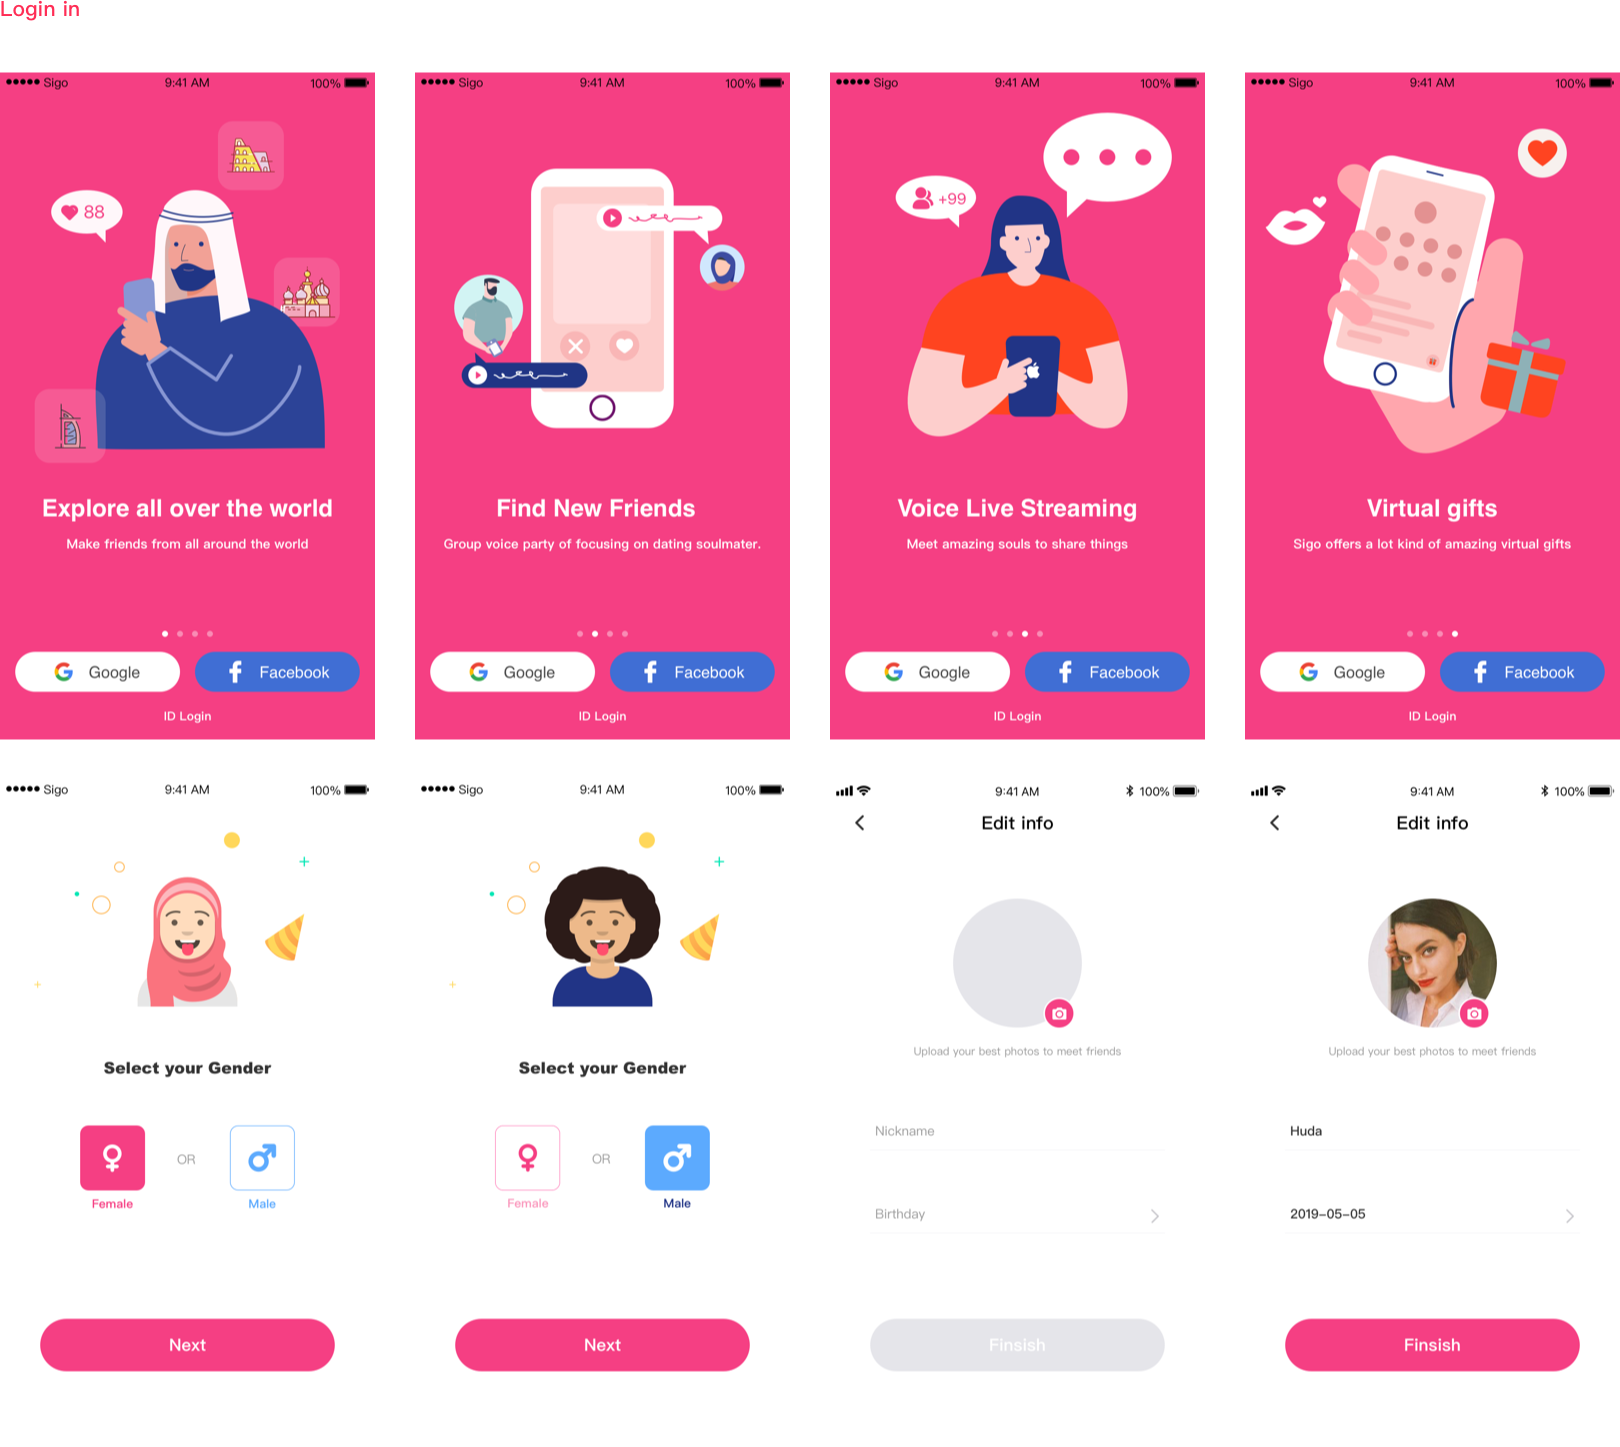 Login in
Sigo 9:41 AM 100%
88
Explore all over the world
Make friends from all around the world
Google Facebook
ID Login
Sigo 9:41 AM 100%
Find New Friends
Group voice party of focusing on dating soulmater.
Google Facebook
ID Login
Sigo 9:41 AM 100%
+99
Voice Live Streaming
Meet amazing souls to share things
Google Facebook
ID Login
Sigo 9:41 AM 100%
Virtual gifts
Sigo offers a lot kind of amazing virtual gifts
Google Facebook
ID Login
Sigo 9:41 AM 100%
Select your Gender
OR
Female Male
Next
Sigo 9:41 AM 100%
Select your Gender
OR
Female Male
Next
9:41 AM 100%
Edit info
Upload your best photos to meet friends
Nickname
Birthday
Finsish
9:41 AM 100%
Edit info
Upload your best photos to meet friends
Huda
2019-05-05
Finsish